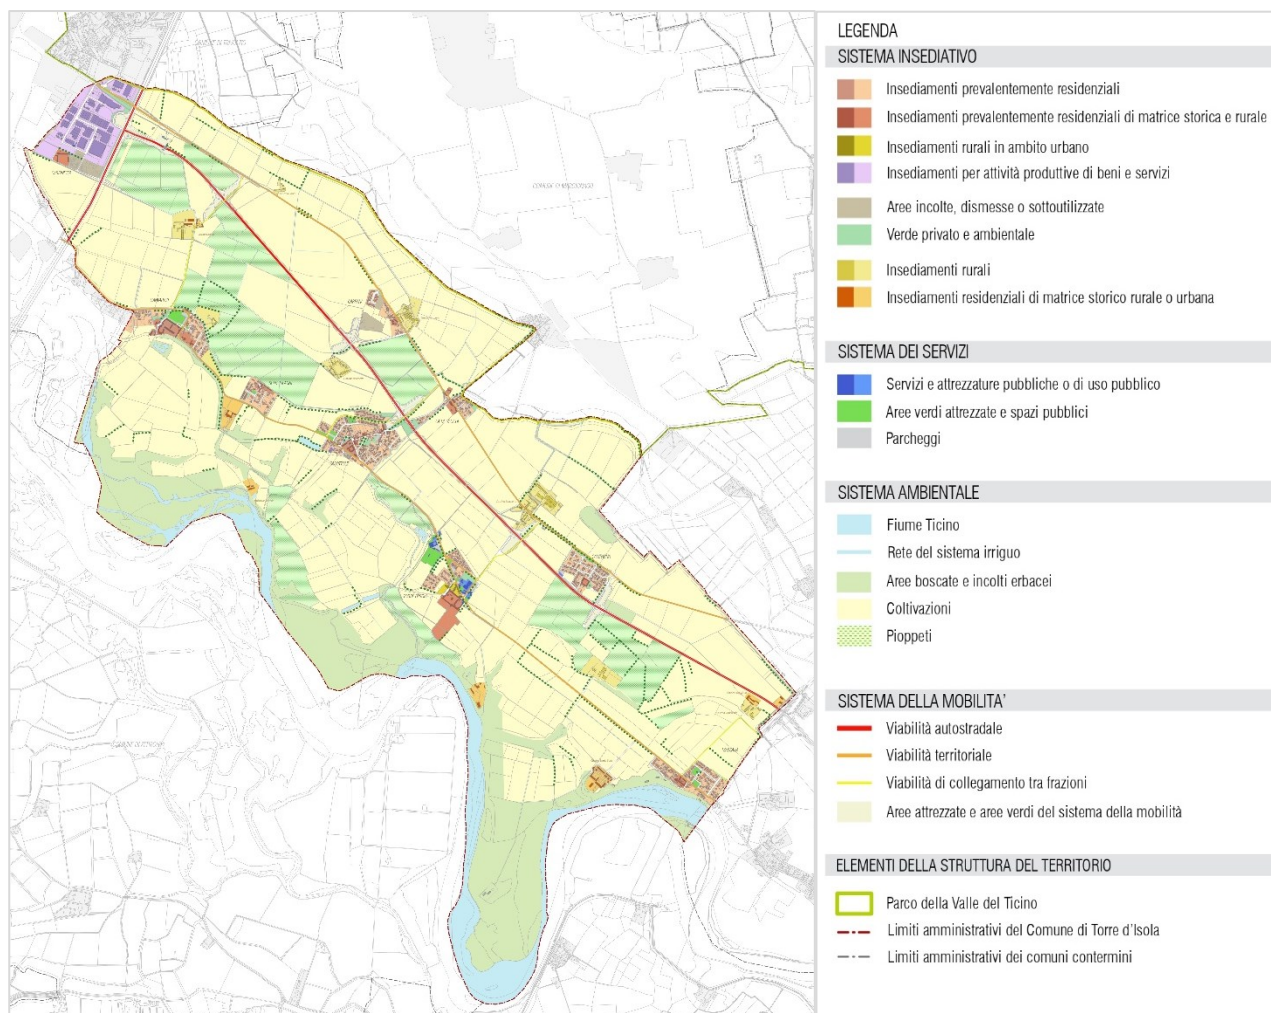 LEGENDA
SISTEMA INSEDIATIVO
Insediamenti prevalentemente residenziali
Insediamenti prevalentemente residenziali di matrice storica e rurale
Insediamenti rurali in ambito urbano
Insediamenti per attività produttive di beni e servizi
Aree incolte, dismesse o sottoutilizzate
Verde privato e ambientale
Insediamenti rurali
Insediamenti residenziali di matrice storico rurale o urbana
SISTEMA DEI SERVIZI
Servizi e attrezzature pubbliche o di uso pubblico
Aree verdi attrezzate e spazi pubblici
Parcheggi
SISTEMA AMBIENTALE
Fiume Ticino
Rete del sistema irriguo
Aree boscate e incolti erbacei
Coltivazioni
Pioppeti
SISTEMA DELLA MOBILITA'
Viabilità autostradale
Viabilità territoriale
Viabilità di collegamento tra frazioni
Aree attrezzate e aree verdi del sistema della mobilità
ELEMENTI DELLA STRUTTURA DEL TERRITORIO
Parco della Valle del Ticino
Limiti amministrativi del Comune di Torre d'Isola
Limiti amministrativi dei comuni contermini